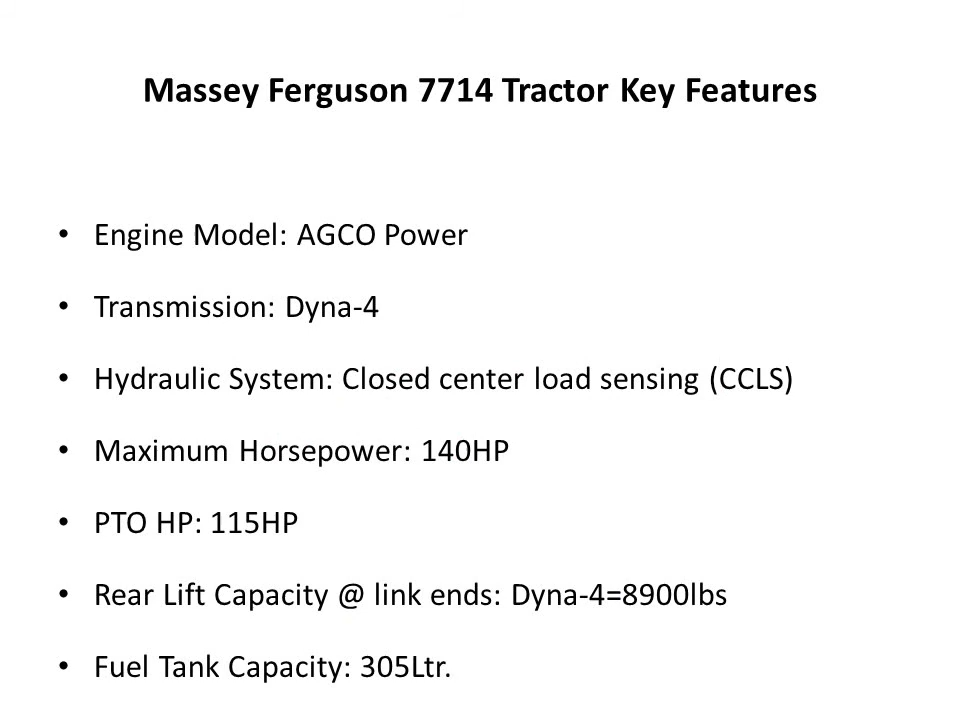 Massey Ferguson 7714 Tractor Key Features
• Engine Model: AGCO Power
• Transmission: Dyna-4
• Hydraulic System: Closed center load sensing (CCLS)
• Maximum Horsepower: 140HP
• PTO HP: 115HP
• Rear Lift Capacity @ link ends: Dyna-4=8900lbs
• Fuel Tank Capacity: 305Ltr.